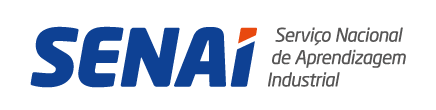 SENAI
Serviço Nacional
de Aprendizagem
Industrial